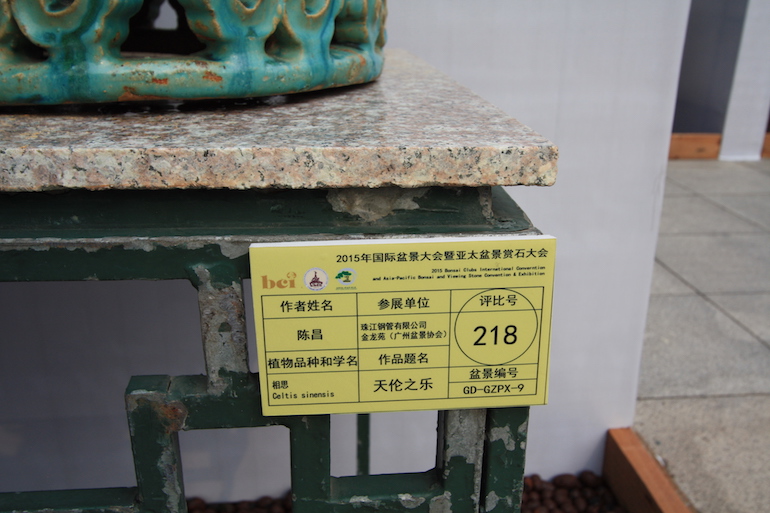 2015年国际盆景大会暨亚太盆景赏石大会
2015 Bonsai Clubs International Convention
and Asia-Pacific Bonsai and Viewing Stone Convention & Exhibition
bci
作者姓名
参展单位
评比号
陈昌
珠江钢管有限公司
金龙苑（广州盆景协会）
218
植物品种和学名
作品题名
盆景编号
相思
Celtis sinensis
天伦之乐
GD-GZPX-9